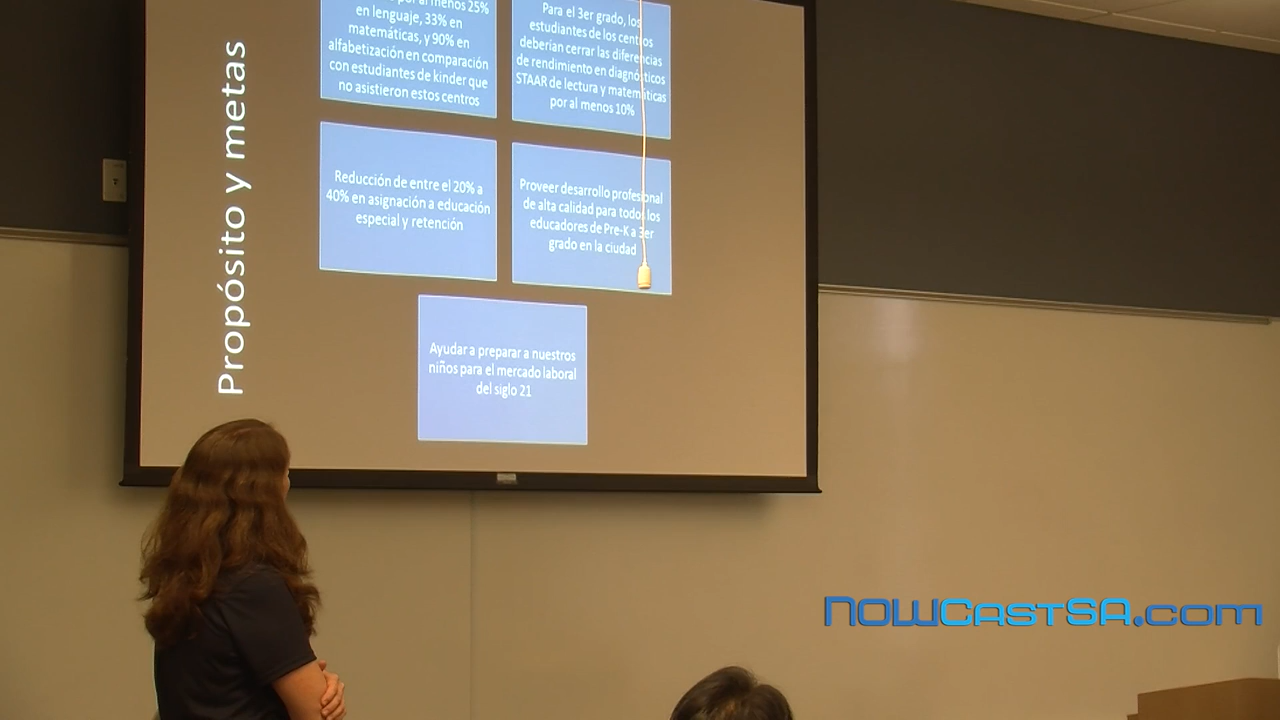 Propósito y metas
por al menos 25%
en lenguaje, 33% en
matemáticas, y 90% en
alfabetización en comparación
con estudiantes de kinder que
no asistieron estos centros
Para el 3er grado, los
estudiantes de los centros
deberían cerrar las diferencias
de rendimiento en diagnósticos
STAAR de lectura y matemáticas
por al menos 10%
Reducción de entre el 20% a
40% en asignación a educación
especial y retención
Proveer desarrollo profesional
de alta calidad para todos los
educadores de Pre-K a 3er
grado en la ciudad
Ayudar a preparar a nuestros
niños para el mercado laboral
del siglo 21
NOWCastSA.com